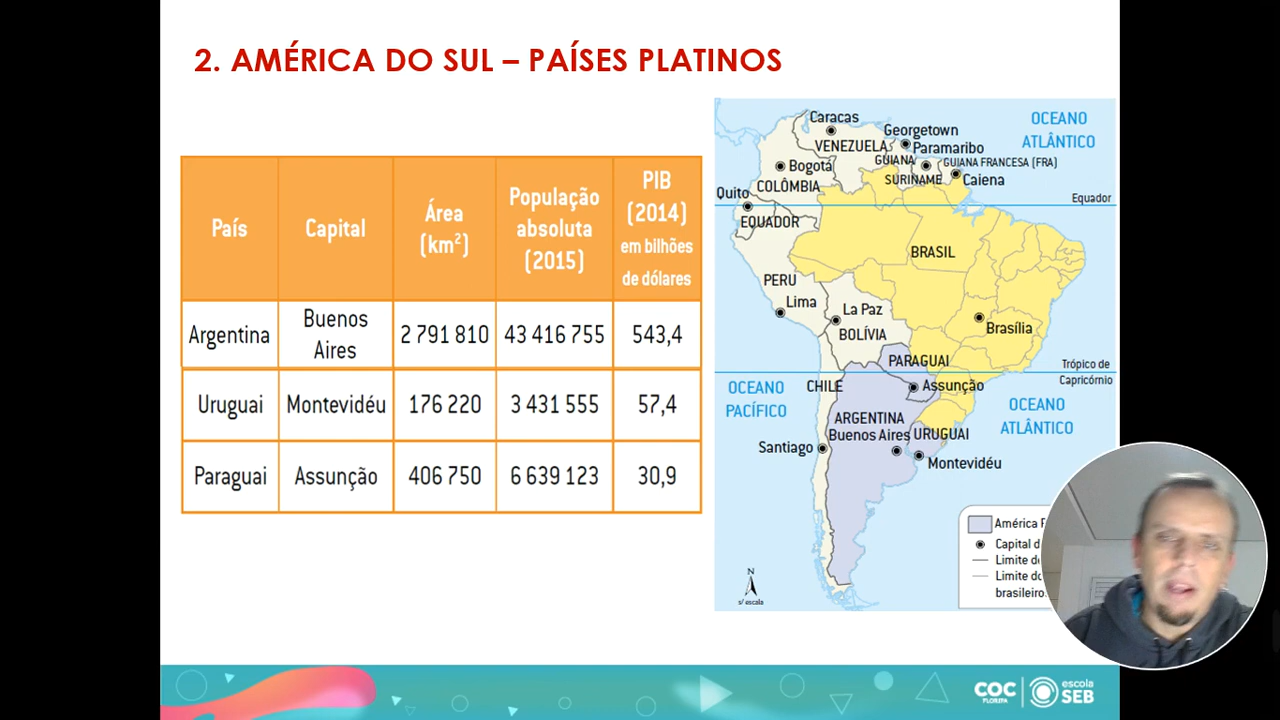 2. AMÉRICA DO SUL – PAÍSES PLATINOS
País
Capital
Área
(km²)
População
absoluta
(2015)
PIB
(2014)
em bilhões
de dólares
Argentina
Buenos
Aires
2 791 810
43 416 755
543,4
Uruguai
Montevidéu
176 220
3 431 555
57,4
Paraguai
Assunção
406 750
6 639 123
30,9
Caracas
OCEANO
ATLÂNTICO
Georgetown
VENEZUELA
Paramaribo
GUIANA
GUIANA FRANCESA (FRA)
Bogotá
SURINAME
Caiena
COLÔMBIA
Quito
Equador
EQUADOR
BRASIL
PERU
Lima
La Paz
Brasília
BOLÍVIA
PARAGUAI
Trópico de
Capricórnio
OCEANO
PACÍFICO
CHILE
Assunção
OCEANO
ATLÂNTICO
ARGENTINA
Buenos Aires
URUGUAI
Santiago
Montevidéu
América
Capital d
Limite de
Limite do
brasileiro
N
s/ escala
COC
FLORIPA
escola
SEB